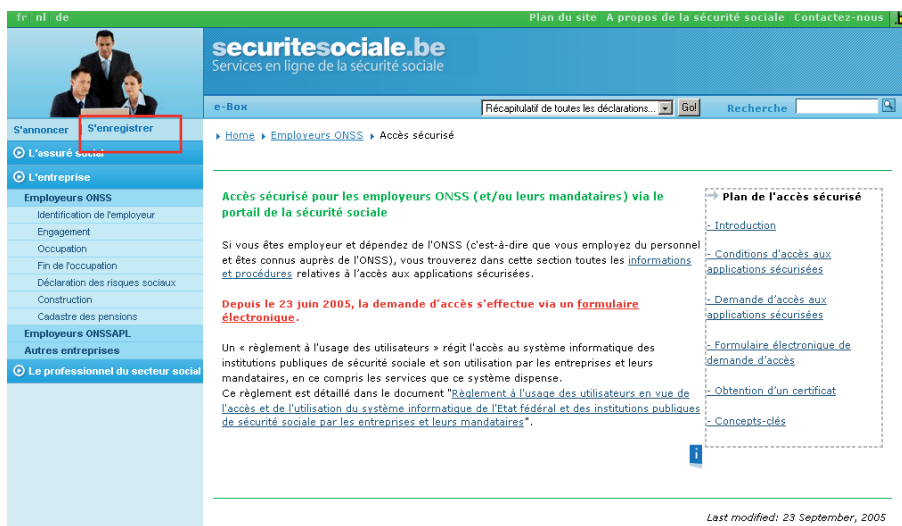 fr nl de
Plan du site A propos de la sécurité sociale Contactez-nous
securitesociale.be
Services en ligne de la sécurité sociale
e-Box
Récapitulatif de toutes les déclarations... Go!
Recherche
S'annoncer S'enregistrer
L'assuré social
L'entreprise
Employeurs ONSS
Identification de l'employeur
Engagement
Occupation
Fin de l'occupation
Déclaration des risques sociaux
Construction
Cadastre des pensions
Employeurs ONSSAPL
Autres entreprises
Le professionnel du secteur social
Home Employeurs ONSS Accès sécurisé
Accès sécurisé pour les employeurs ONSS (et/ou leurs mandataires) via le
portail de la sécurité sociale
Si vous êtes employeur et dépendez de l'ONSS (c'est-à-dire que vous employez du personnel
et êtes connus auprès de l'ONSS), vous trouverez dans cette section toutes les informations
et procédures relatives à l'accès aux applications sécurisées.
Depuis le 23 juin 2005, la demande d'accès s'effectue via un formulaire
électronique.
Un « règlement à l'usage des utilisateurs » régit l'accès au système informatique des
institutions publiques de sécurité sociale et son utilisation par les entreprises et leurs
mandataires, en ce compris les services que ce système dispense.
Ce règlement est détaillé dans le document "Règlement à l'usage des utilisateurs en vue de
l'accès et de l'utilisation du système informatique de l'Etat fédéral et des institutions publiques
de sécurité sociale par les entreprises et leurs mandataires".
Plan de l'accès sécurisé
- Introduction
- Conditions d'accès aux
applications sécurisées
- Demande d'accès aux
applications sécurisées
- Formulaire électronique de
demande d'accès
- Obtention d'un certificat
- Concepts-clés
i
Last modified: 23 September, 2005